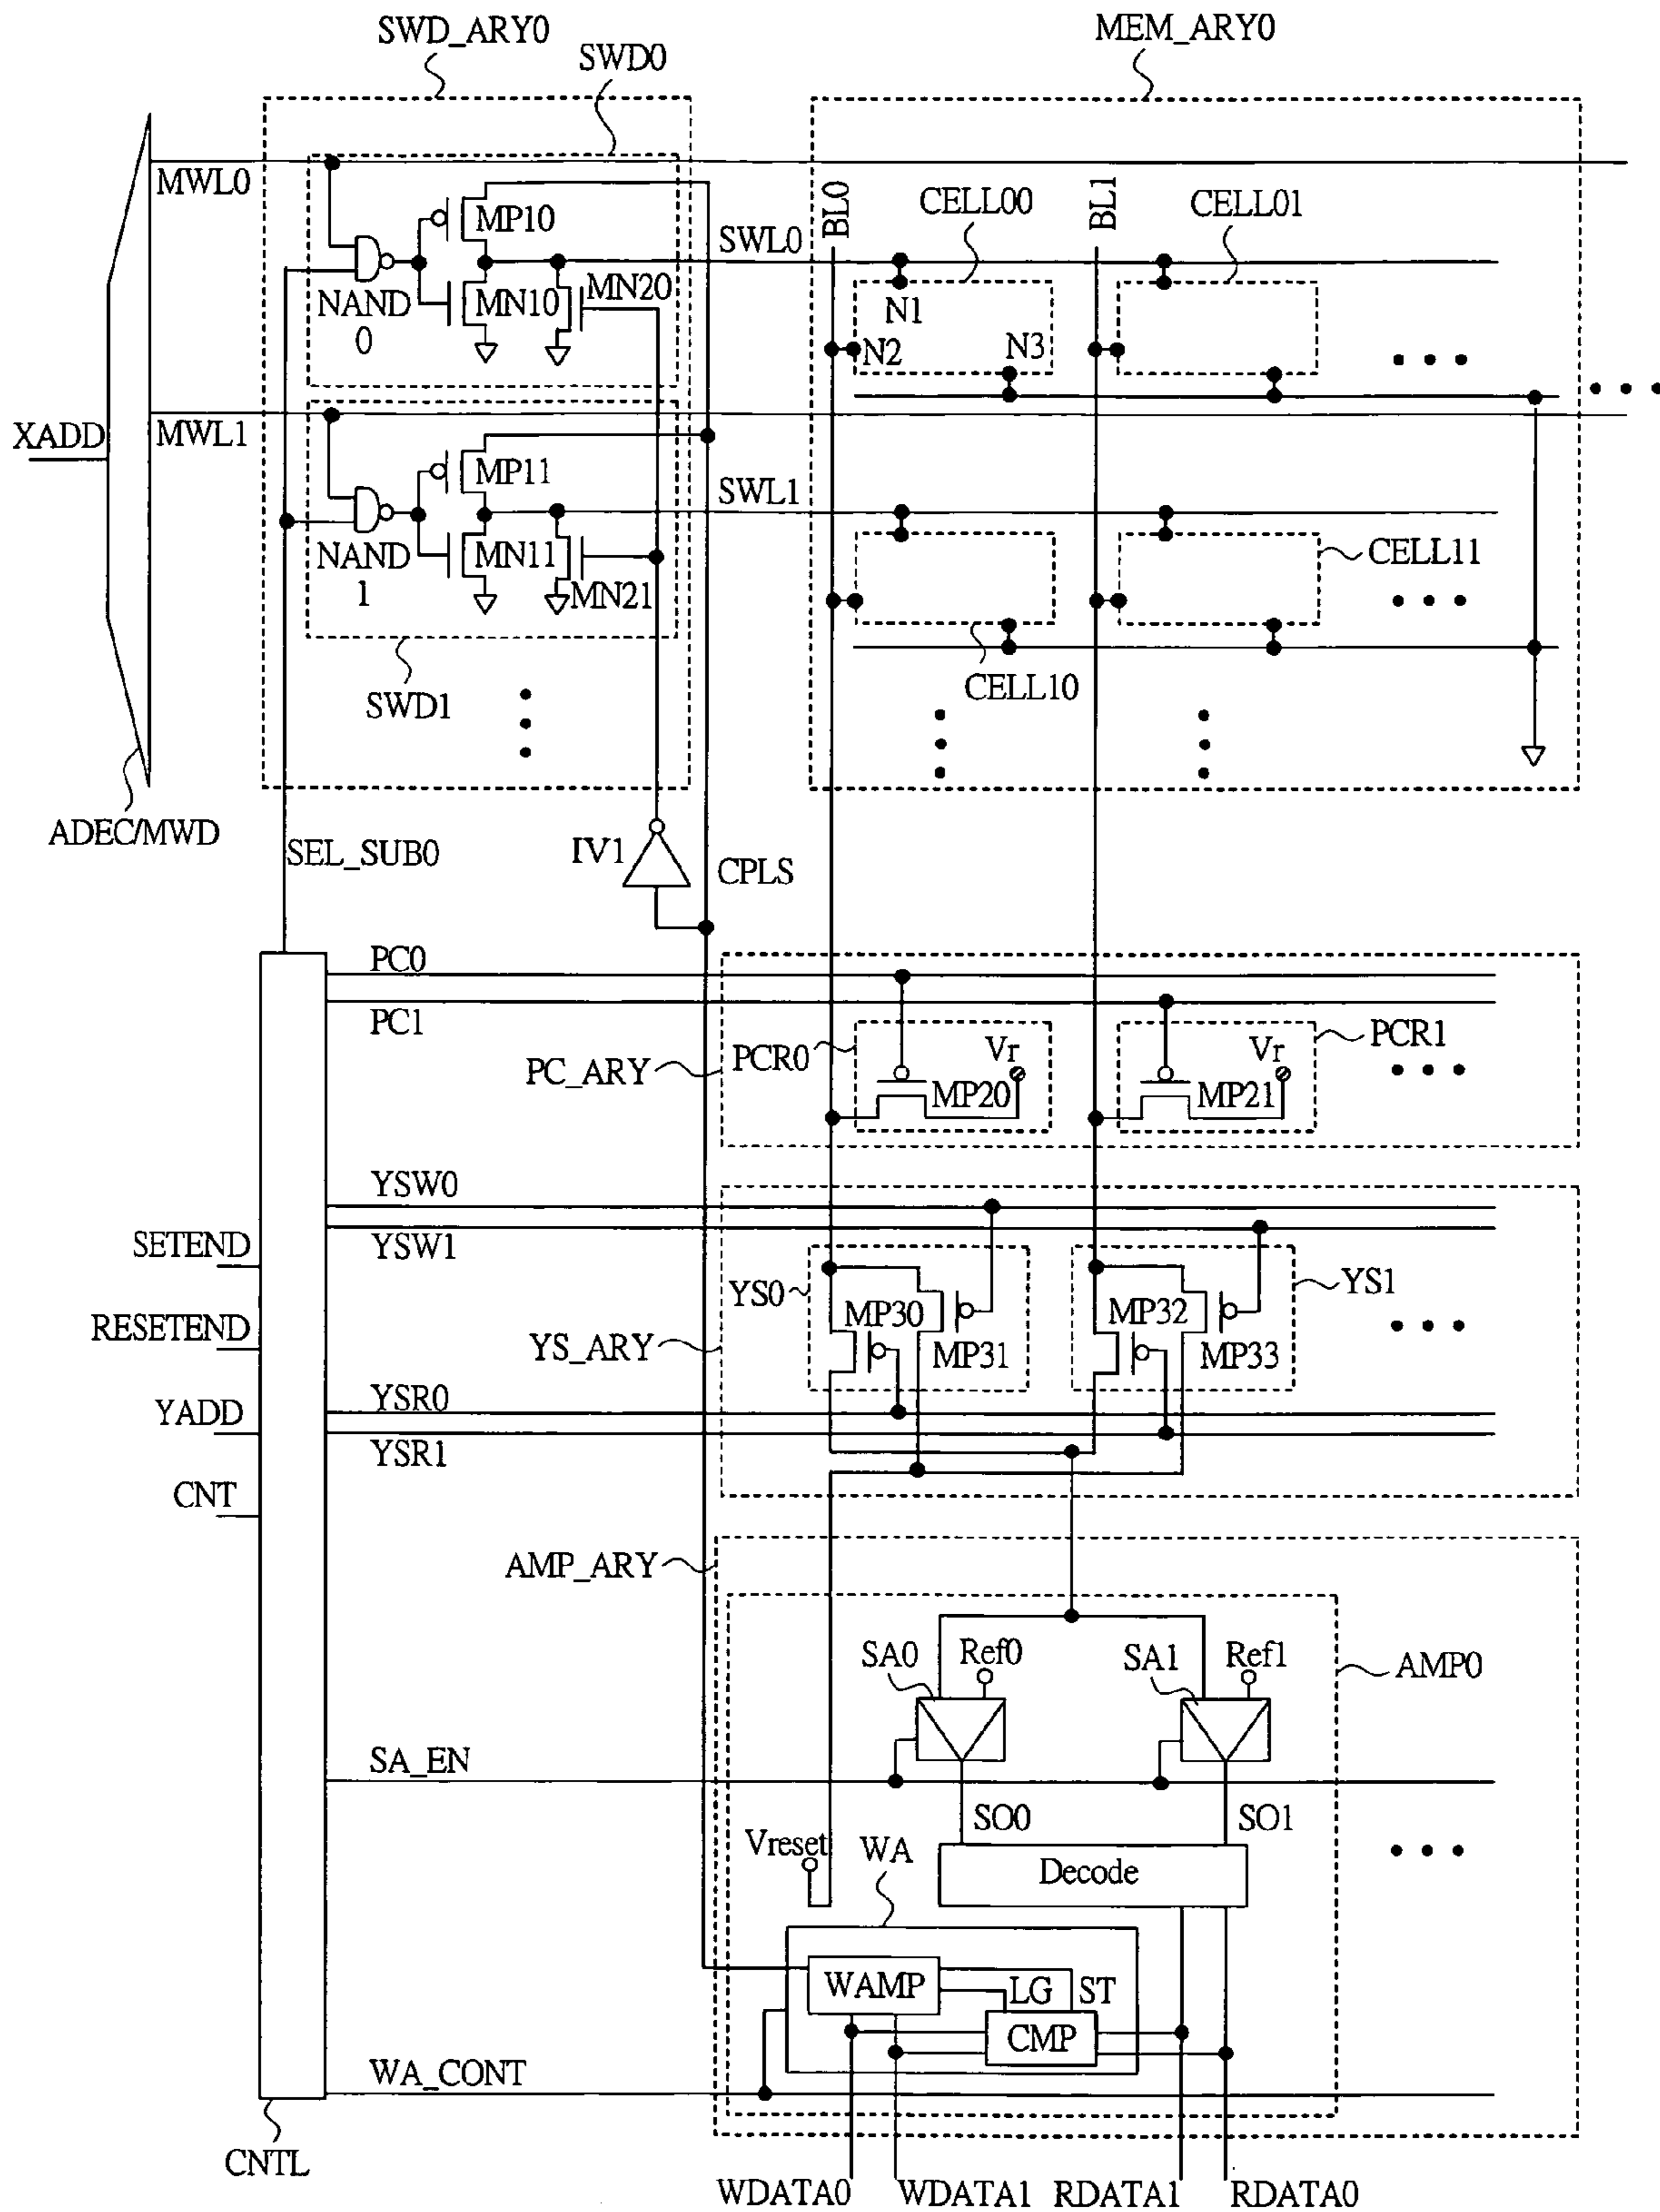 SWD_ARY0
MEM_ARY0
SWD0
MWL0
BL0
BL1
CELL00
CELL01
MP10
SWL0
NAND
0
MN10
MN20
N1
N2
N3
XADD
MWL1
MP11
SWL1
NAND
1
MN11
MN21
CELL11
SWD1
CELL10
ADEC/MWD
SEL_SUB0
IV1
CPLS
PC0
PC1
PC_ARY
PCR0
Vr
MP20
Vr
MP21
PCR1
YSW0
SETEND
YSW1
YS0
MP30
MP31
MP32
MP33
YS1
RESETEND
YS_ARY
YADD
YSR0
YSR1
CNT
AMP_ARY
SA0
Ref0
SA1
Ref1
AMP0
SA_EN
SO0
SO1
Vreset
WA
Decode
WAMP
LG
ST
CMP
WA_CONT
CNTL
WDATA0
WDATA1
RDATA1
RDATA0